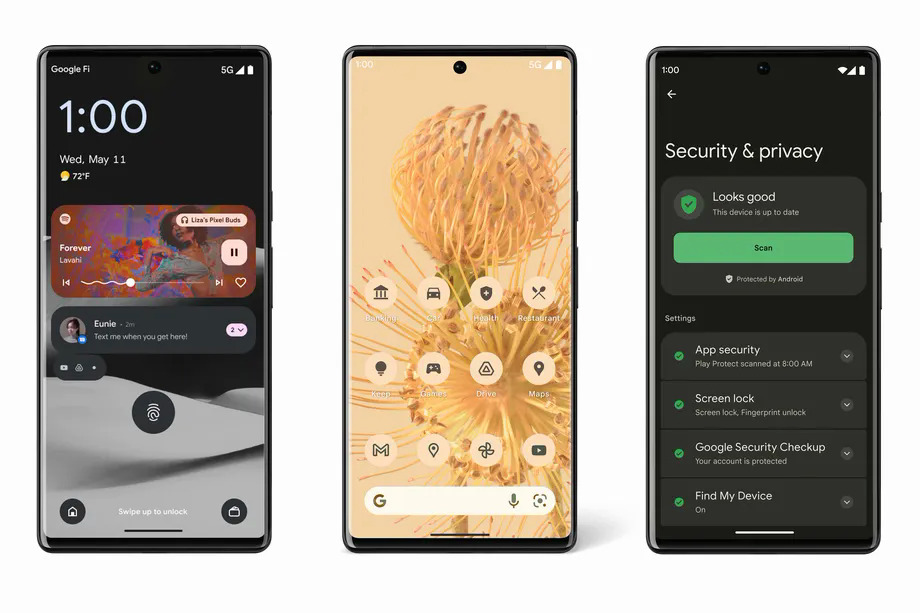 Google Fi
5G
1:00
Wed, May 11
72°F
Liza's Pixel Buds
Forever
Lavahi
Eunie · 2m
Text me when you get here!
2
Swipe up to unlock
1:00
5G
Banking
Car
Health
Restaurant
Keep
Games
Drive
Maps
1:00
Security & privacy
Looks good
This device is up to date
Scan
Protected by Android
Settings
App security
Play Protect scanned at 8:00 AM
Screen lock
Screen lock, Fingerprint unlock
Google Security Checkup
Your account is protected
Find My Device
On